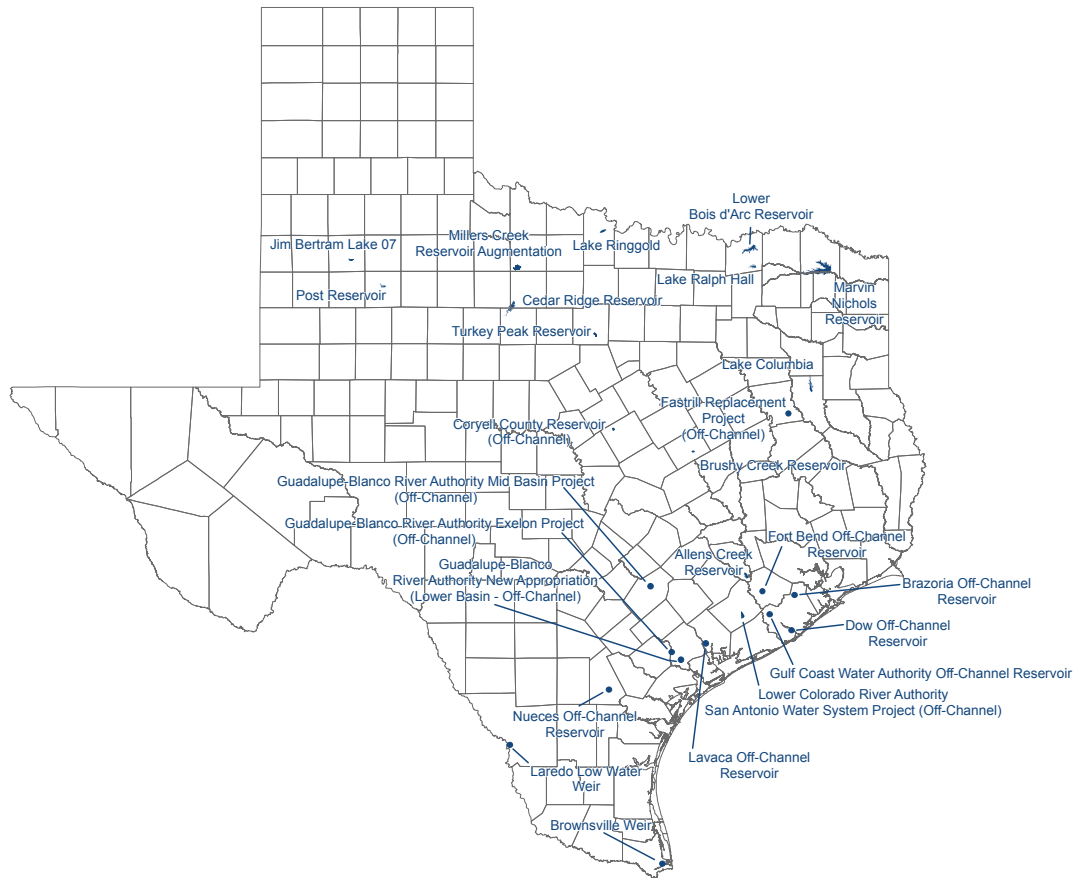 Lower
Bois d'Arc Reservoir
Jim Bertram Lake 07
Millers Creek
Reservoir Augmentation
Lake Ringgold
Lake Ralph Hall
Marvin
Nichols
Reservoir
Post Reservoir
Cedar Ridge Reservoir
Turkey Peak Reservoir
Lake Columbia
Fastrill Replacement
Project
(Off-Channel)
Coryell County Reservoir
(Off-Channel)
Brushy Creek Reservoir
Guadalupe-Blanco River Authority Mid Basin Project
(Off-Channel)
Guadalupe-Blanco River Authority Exelon Project
(Off-Channel)
Guadalupe-Blanco
River Authority New Appropriation
(Lower Basin - Off-Channel)
Fort Bend Off-Channel
Reservoir
Allens Creek
Reservoir
Brazoria Off-Channel
Reservoir
Dow Off-Channel
Reservoir
Gulf Coast Water Authority Off-Channel Reservoir
Lower Colorado River Authority
San Antonio Water System Project (Off-Channel)
Nueces Off-Channel
Reservoir
Lavaca Off-Channel
Reservoir
Laredo Low Water
Weir
Brownsville Weir